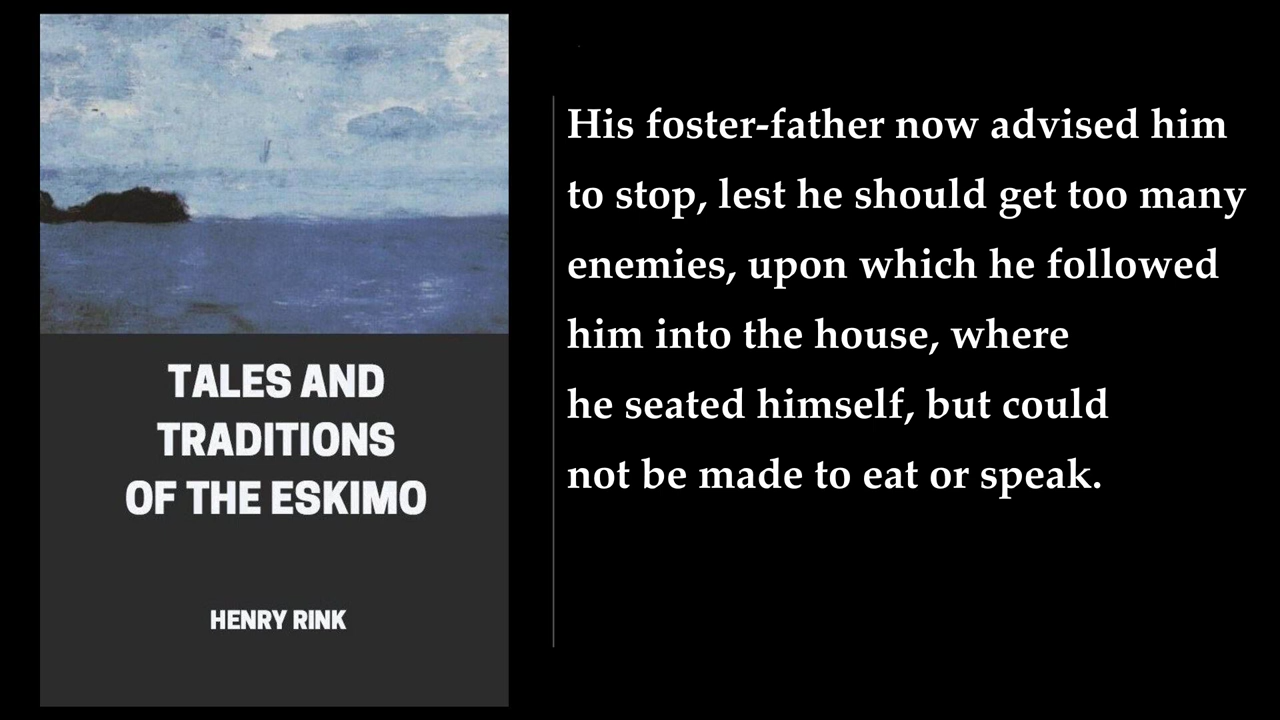 TALES AND
TRADITIONS
OF THE ESKIMO
HENRY RINK
His foster-father now advised him
to stop, lest he should get too many
enemies, upon which he followed
him into the house, where
he seated himself, but could
not be made to eat or speak.